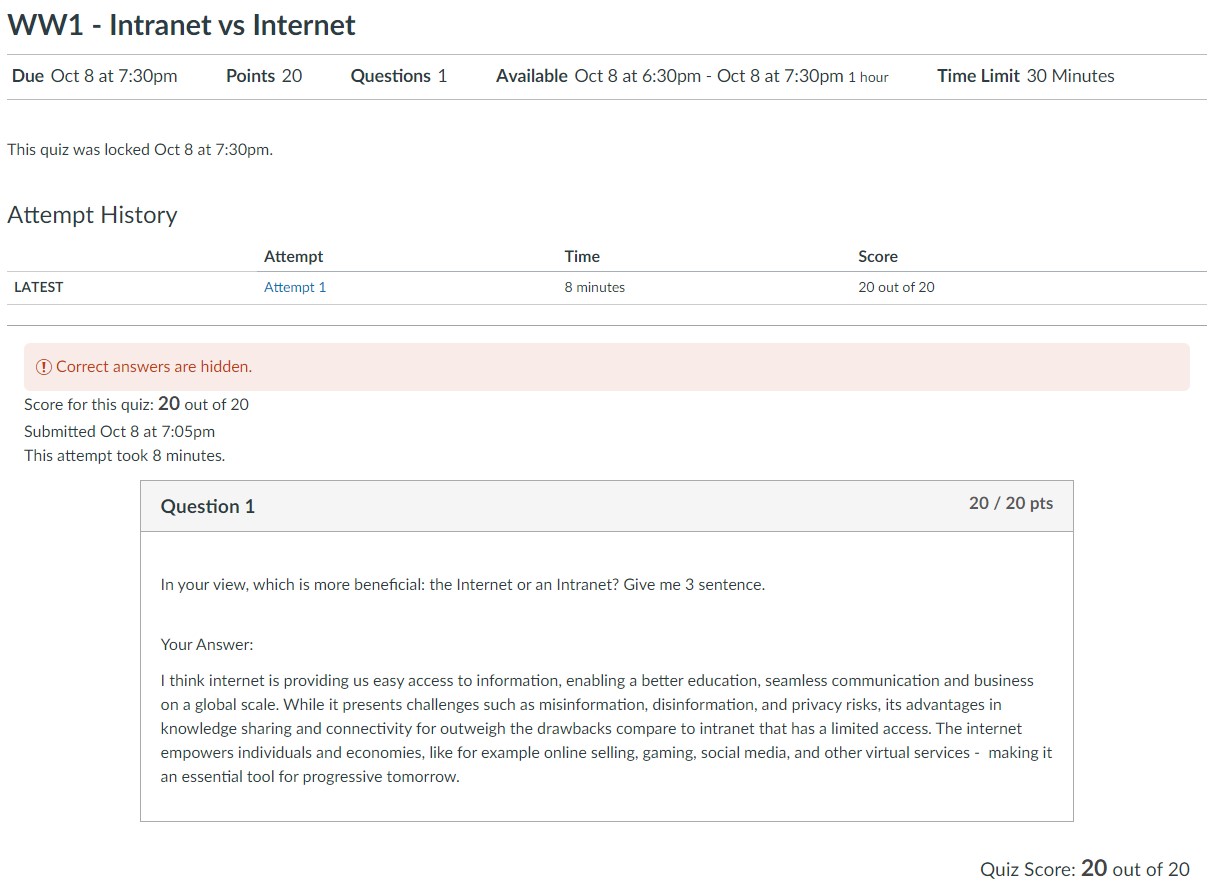 WW1 - Intranet vs Internet
Due Oct 8 at 7:30pm Points 20 Questions 1 Available Oct 8 at 6:30pm - Oct 8 at 7:30pm 1 hour Time Limit 30 Minutes
This quiz was locked Oct 8 at 7:30pm.
Attempt History
Attempt Time Score
LATEST Attempt 1 8 minutes 20 out of 20
Correct answers are hidden.
Score for this quiz: 20 out of 20
Submitted Oct 8 at 7:05pm
This attempt took 8 minutes.
Question 1 20 / 20 pts
In your view, which is more beneficial: the Internet or an Intranet? Give me 3 sentence.
Your Answer:
I think internet is providing us easy access to information, enabling a better education, seamless communication and business
on a global scale. While it presents challenges such as misinformation, disinformation, and privacy risks, its advantages in
knowledge sharing and connectivity for outweigh the drawbacks compare to intranet that has a limited access. The internet
empowers individuals and economies, like for example online selling, gaming, social media, and other virtual services -  making it
an essential tool for progressive tomorrow.
Quiz Score: 20 out of 20